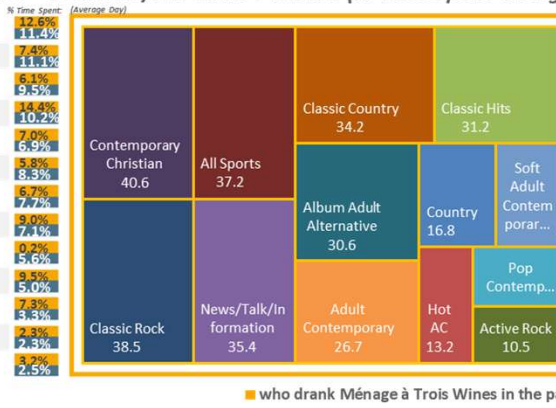 % Time Spent: (Average Day)
12.6%
11.4%
7.4%
11.1%
6.1%
9.5%
14.4%
10.2%
7.0%
6.9%
5.8%
8.3%
6.7%
7.7%
9.0%
7.1%
0.2%
5.6%
9.5%
5.0%
7.3%
3.3%
2.3%
2.3%
3.2%
2.5%
Contemporary
Christian
40.6
All Sports
37.2
Classic Country
34.2
Classic Hits
31.2
Album Adult
Alternative
30.6
Country
16.8
Soft
Adult
Contem
porar...
Classic Rock
38.5
News/Talk/In
formation
35.4
Adult
Contemporary
26.7
Hot
AC
13.2
Pop
Contemp...
Active Rock
10.5
who drank Ménage à Trois Wines in the pa